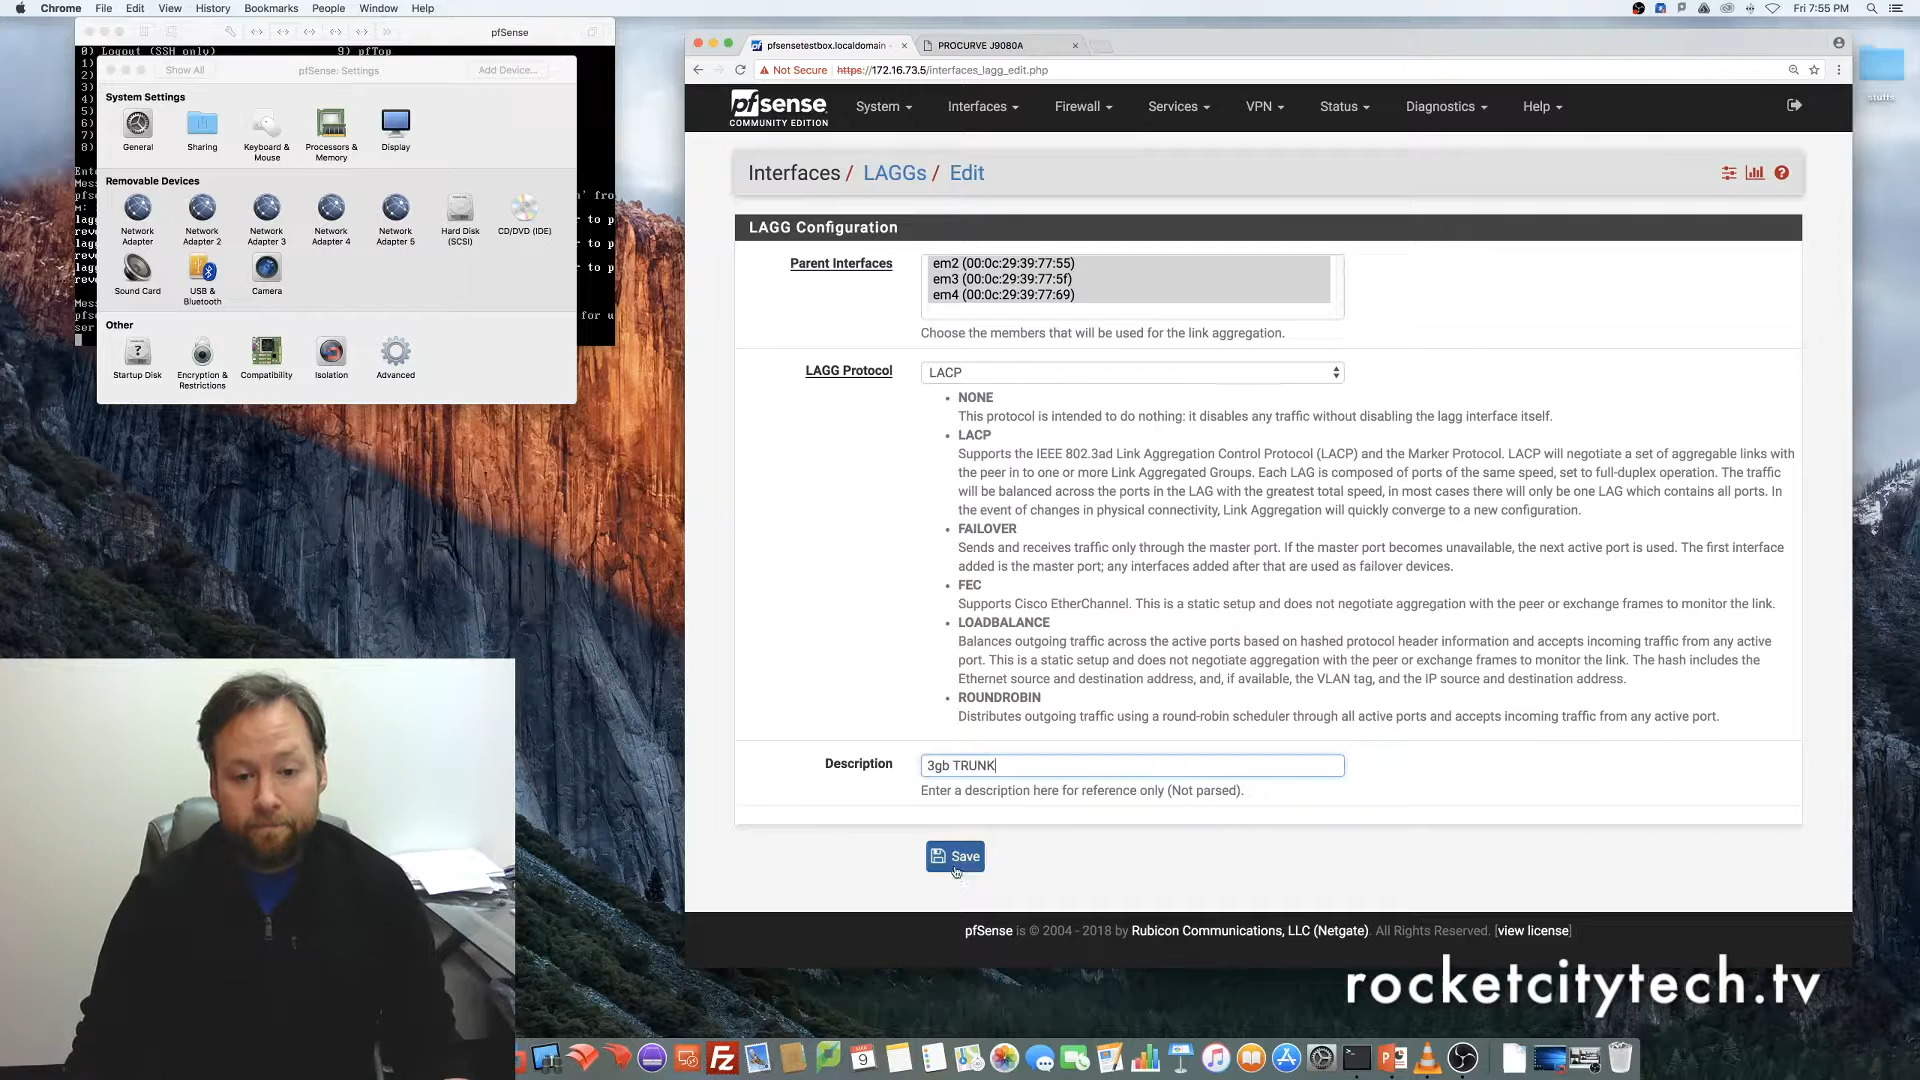 Chrome File Edit View History Bookmarks People Window Help
Fri 7:55 PM
pfSense
0) Logout (SSH only) 9) pfTop
1)
2)
3)
4)
5)
6)
7)
8)
Show All pfSense: Settings Add Device...
System Settings
General Sharing Keyboard & Mouse Processors & Memory Display
Removable Devices
Network Adapter Network Adapter 2 Network Adapter 3 Network Adapter 4 Network Adapter 5 Hard Disk (SCSI) CD/DVD (IDE)
Sound Card USB & Bluetooth Camera
Other
Startup Disk Encryption & Restrictions Compatibility Isolation Advanced
pfsensetestbox.localdomain - PROCURVE J9080A
Not Secure https://172.16.73.5/interfaces_lagg_edit.php
stuffs
pfsense
COMMUNITY EDITION
System Interfaces Firewall Services VPN Status Diagnostics Help
Interfaces / LAGGs / Edit
LAGG Configuration
Parent Interfaces
em2 (00:0c:29:39:77:55)
em3 (00:0c:29:39:77:5f)
em4 (00:0c:29:39:77:69)
Choose the members that will be used for the link aggregation.
LAGG Protocol LACP
• NONE
This protocol is intended to do nothing: it disables any traffic without disabling the lagg interface itself.
• LACP
Supports the IEEE 802.3ad Link Aggregation Control Protocol (LACP) and the Marker Protocol. LACP will negotiate a set of aggregable links with
the peer in to one or more Link Aggregated Groups. Each LAG is composed of ports of the same speed, set to full-duplex operation. The traffic
will be balanced across the ports in the LAG with the greatest total speed, in most cases there will only be one LAG which contains all ports. In
the event of changes in physical connectivity, Link Aggregation will quickly converge to a new configuration.
• FAILOVER
Sends and receives traffic only through the master port. If the master port becomes unavailable, the next active port is used. The first interface
added is the master port; any interfaces added after that are used as failover devices.
• FEC
Supports Cisco EtherChannel. This is a static setup and does not negotiate aggregation with the peer or exchange frames to monitor the link.
• LOADBALANCE
Balances outgoing traffic across the active ports based on hashed protocol header information and accepts incoming traffic from any active
port. This is a static setup and does not negotiate aggregation with the peer or exchange frames to monitor the link. The hash includes the
Ethernet source and destination address, and, if available, the VLAN tag, and the IP source and destination address.
• ROUNDROBIN
Distributes outgoing traffic using a round-robin scheduler through all active ports and accepts incoming traffic from any active port.
Description 3gb TRUNK
Enter a description here for reference only (Not parsed).
Save
pfSense is © 2004 - 2018 by Rubicon Communications, LLC (Netgate). All Rights Reserved. [view license]
rocketcitytech.tv